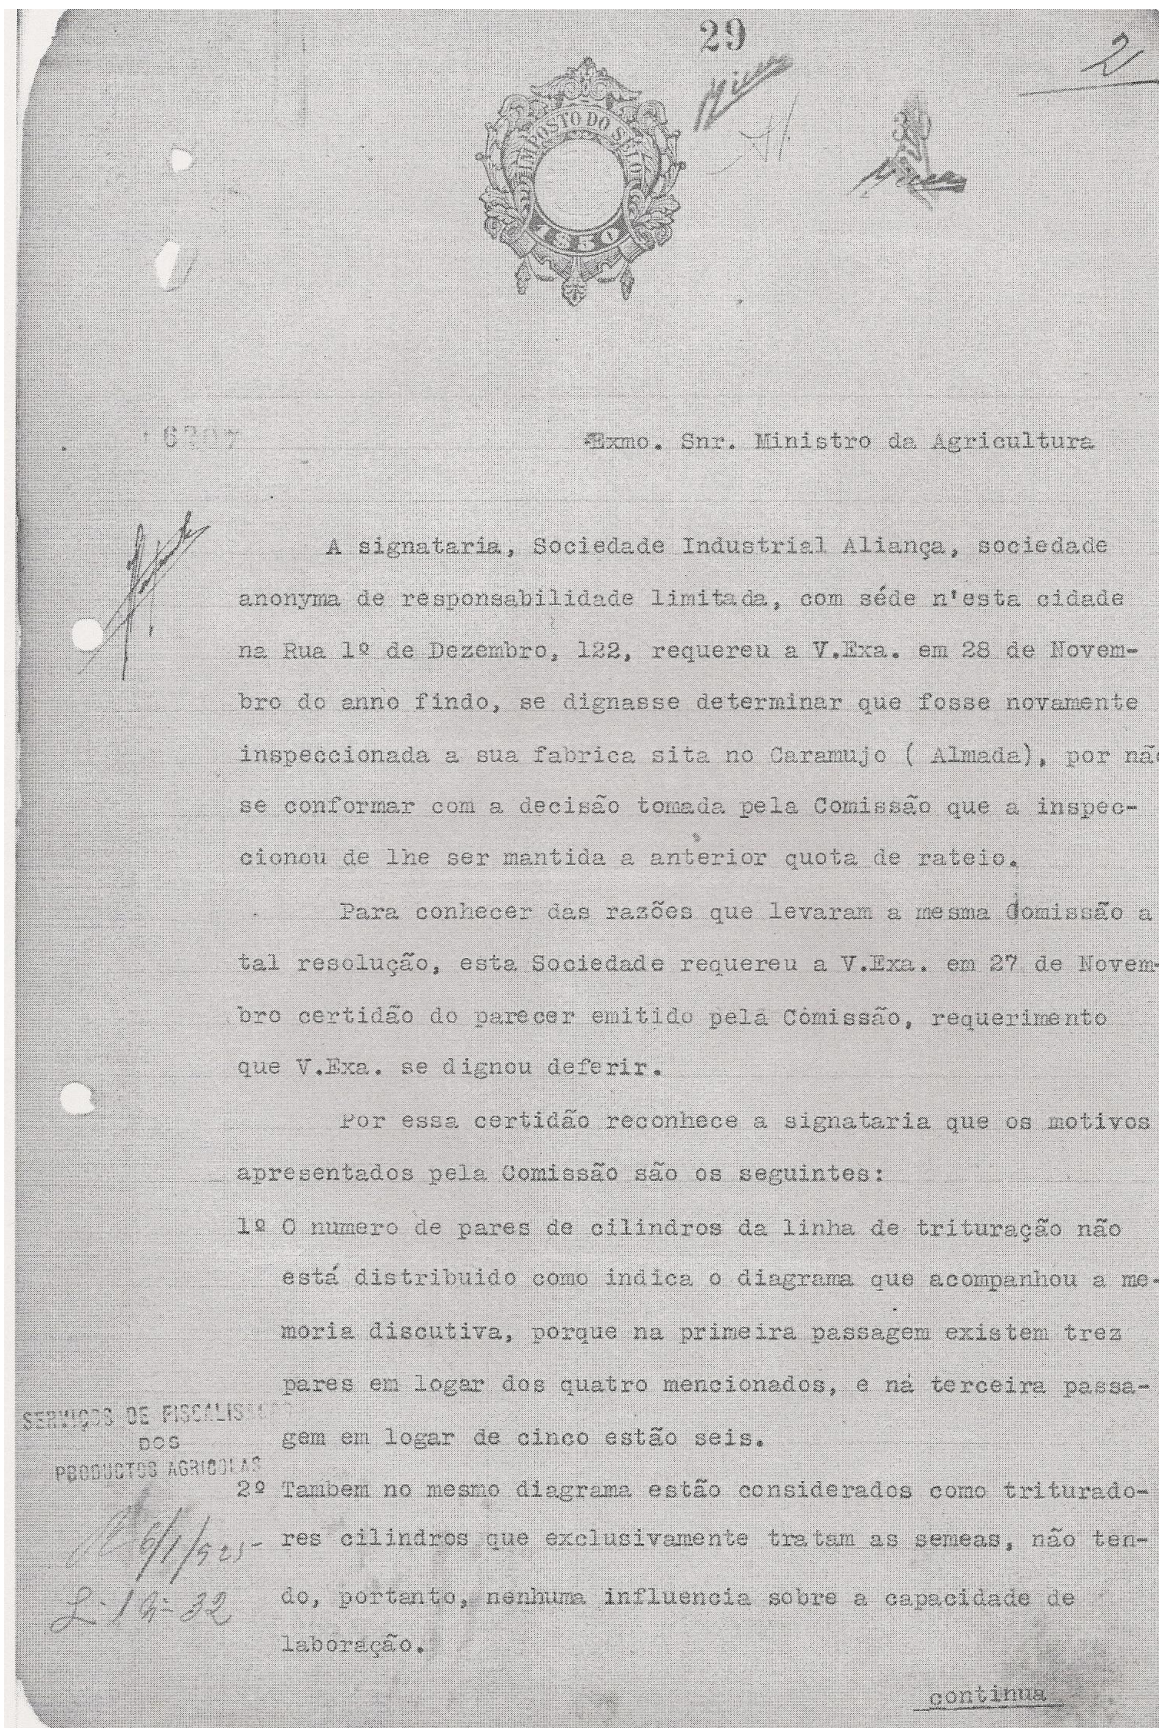 29
2
IMPOSTO DO SELO
1$50
Exmo. Snr. Ministro da Agricultura
A signataria, Sociedade Industrial Aliança, sociedade
anonyma de responsabilidade limitada, com séde n'esta cidade
na Rua 1º de Dezembro, 122, requereu a V.Exa. em 28 de Novem-
bro do anno findo, se dignasse determinar que fosse novamente
inspeccionada a sua fabrica sita no Caramujo ( Almada), por não
se conformar com a decisão tomada pela Comissão que a inspec-
cionou de lhe ser mantida a anterior quota de rateio.
Para conhecer das razões que levaram a mesma Comissão a
tal resolução, esta Sociedade requereu a V.Exa. em 27 de Novem-
bro certidão do parecer emitido pela Comissão, requerimento
que V.Exa. se dignou deferir.
Por essa certidão reconhece a signataria que os motivos
apresentados pela Comissão são os seguintes:
1º O numero de pares de cilindros da linha de trituração não
está distribuido como indica o diagrama que acompanhou a me-
moria discutiva, porque na primeira passagem existem trez
pares em logar dos quatro mencionados, e na terceira passa-
gem em logar de cinco estão seis.
SERVIÇOS DE FISCALISAÇÃO
DOS
PRODUCTOS AGRICOLAS
2º Tambem no mesmo diagrama estão considerados como triturado-
res cilindros que exclusivamente tratam as semeas, não ten-
do, portanto, nenhuma influencia sobre a capacidade de
laboração.
6/1/925
L- 1 32
continua